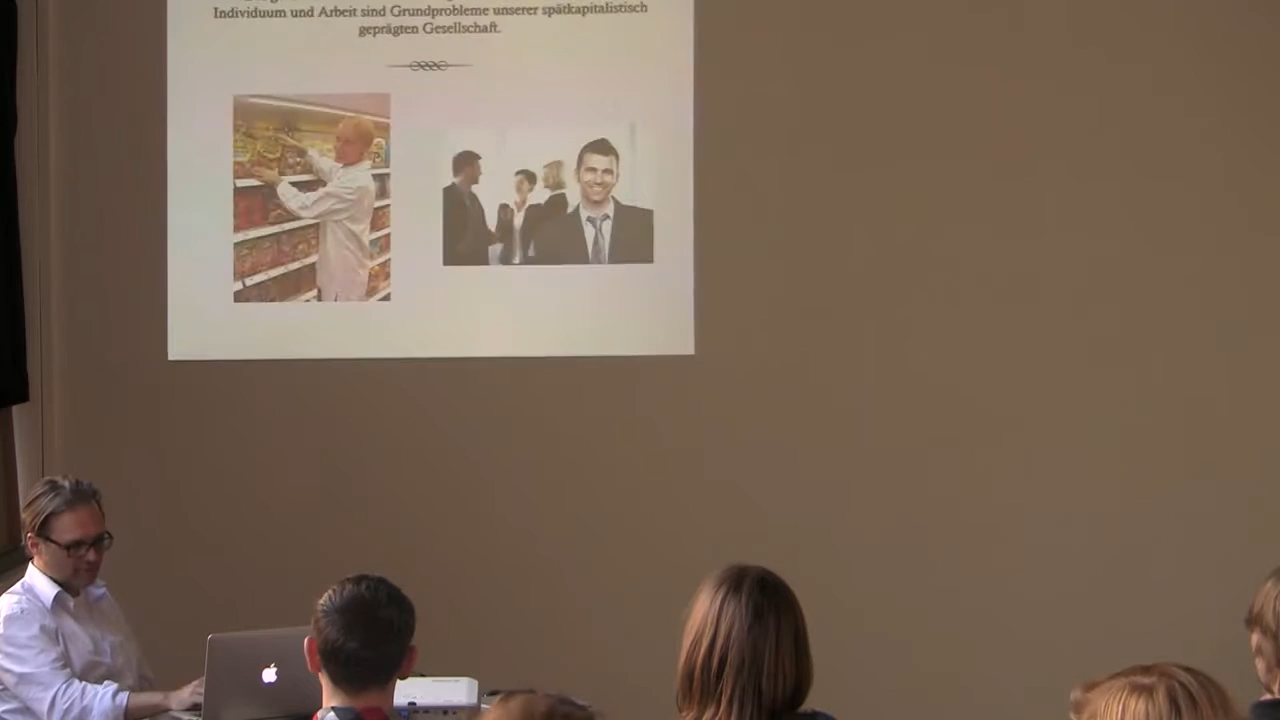 Individuum und Arbeit sind Grundprobleme unserer spätkapitalistisch
geprägten Gesellschaft.